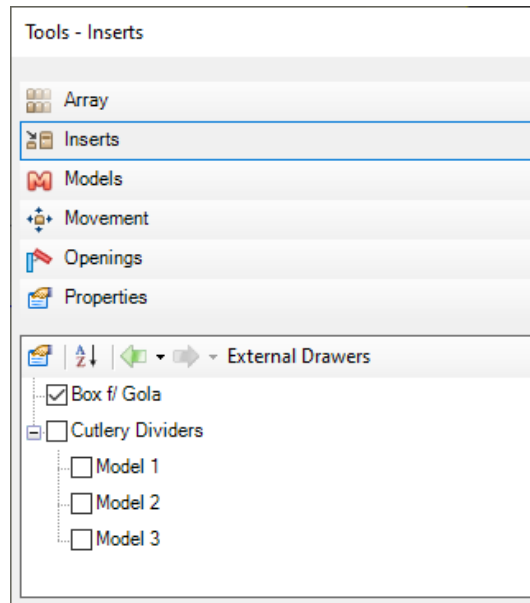 Tools - Inserts
Array
Inserts
Models
Movement
Openings
Properties
A Z External Drawers
Box f/ Gola
Cutlery Dividers
Model 1
Model 2
Model 3